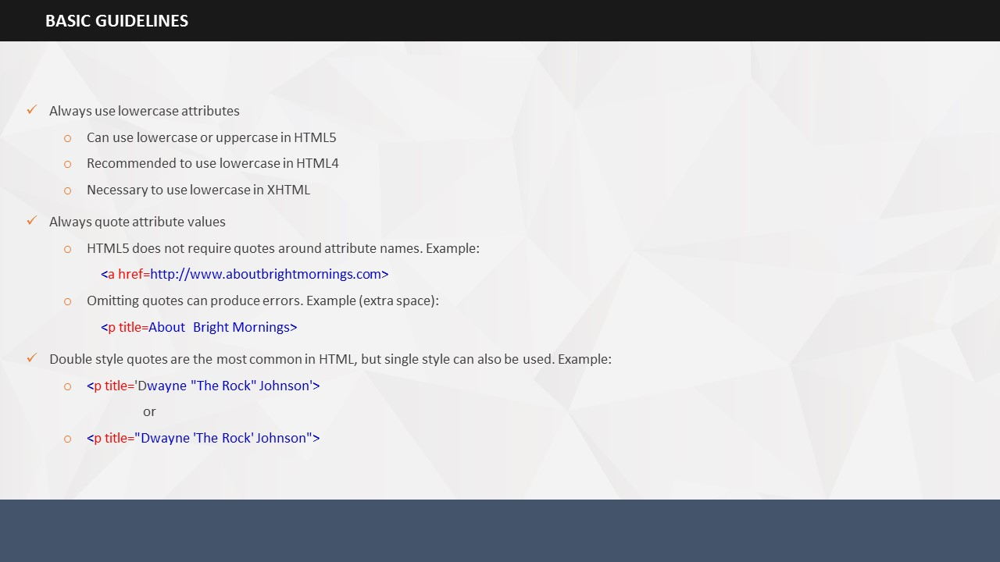 BASIC GUIDELINES
✓ Always use lowercase attributes
o Can use lowercase or uppercase in HTML5
o Recommended to use lowercase in HTML4
o Necessary to use lowercase in XHTML
✓ Always quote attribute values
o HTML5 does not require quotes around attribute names. Example:
<a href=http://www.aboutbrightmornings.com>
o Omitting quotes can produce errors. Example (extra space):
<p title=About  Bright Mornings>
✓ Double style quotes are the most common in HTML, but single style can also be used. Example:
o <p title='Dwayne "The Rock" Johnson'>
or
o <p title="Dwayne 'The Rock' Johnson">